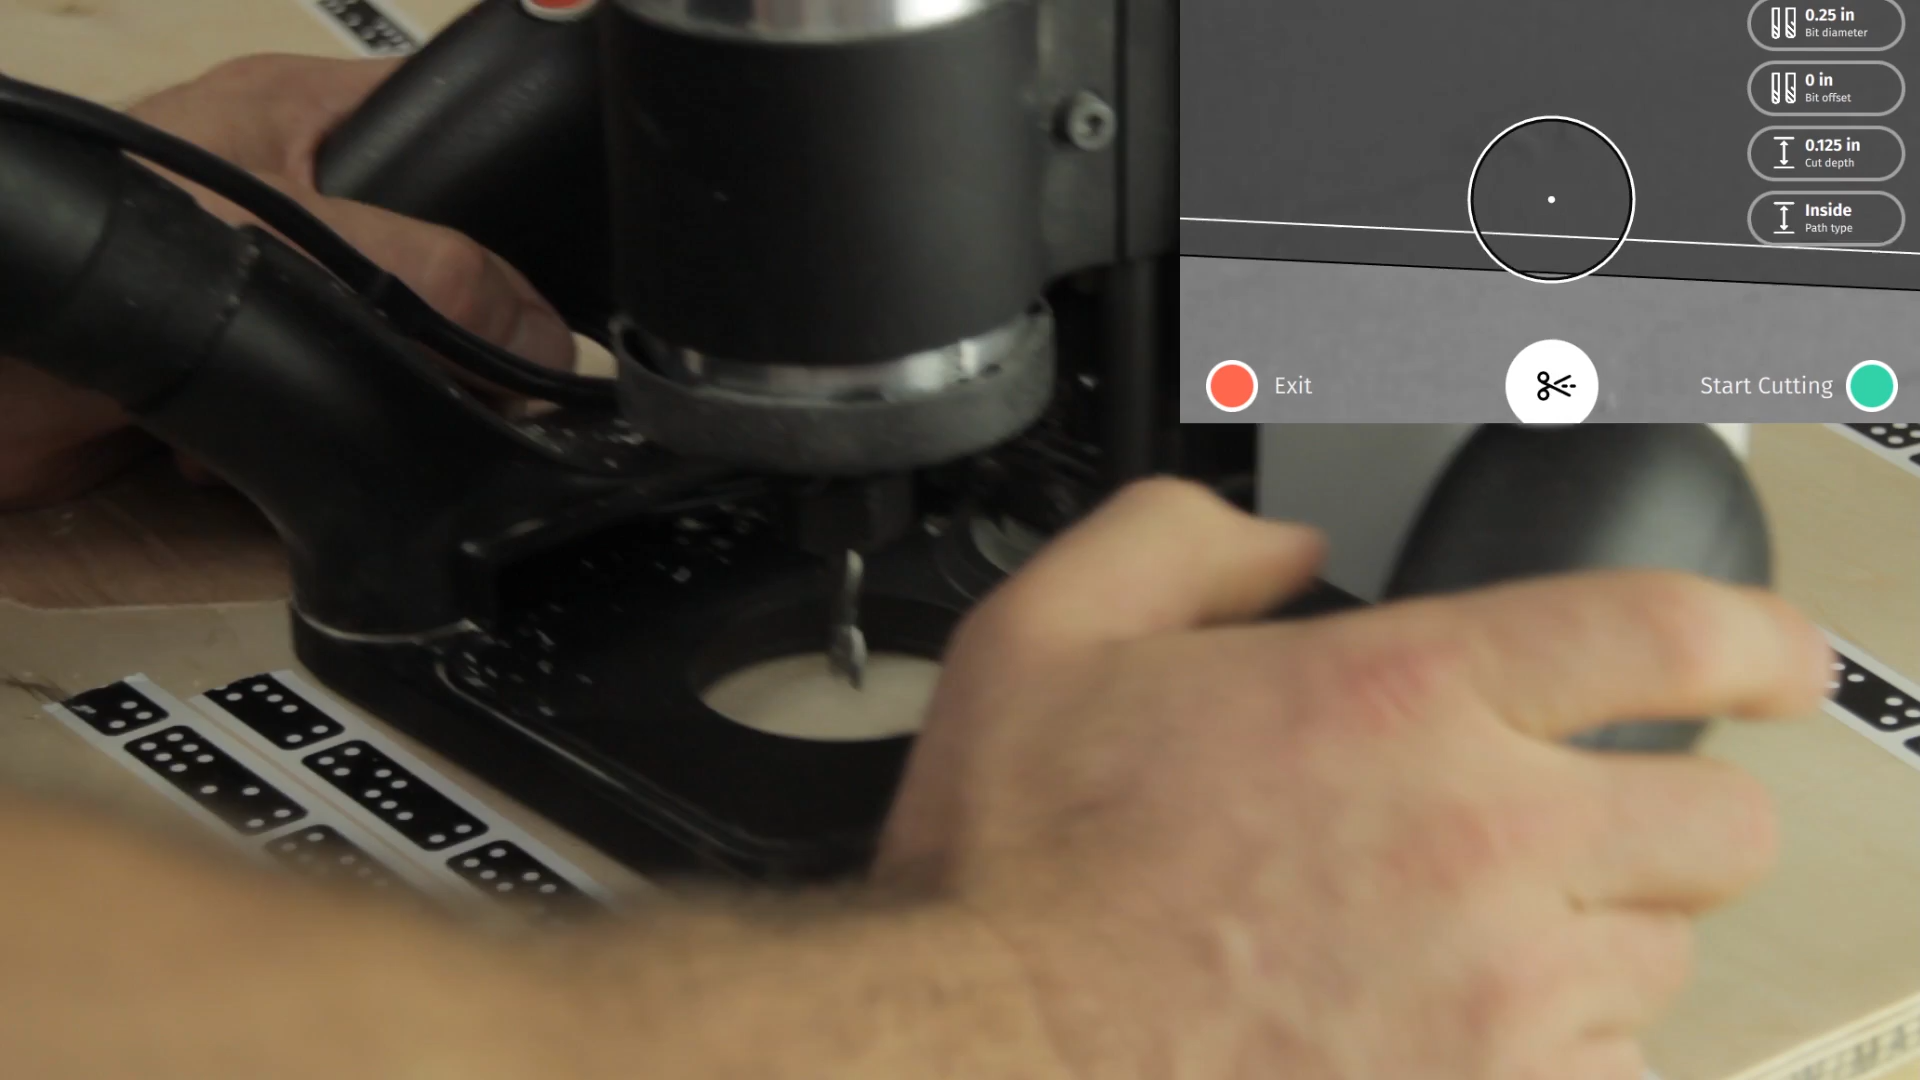 0.25 in
Bit diameter
0 in
Bit offset
0.125 in
Cut depth
Inside
Path type
Exit
Start Cutting